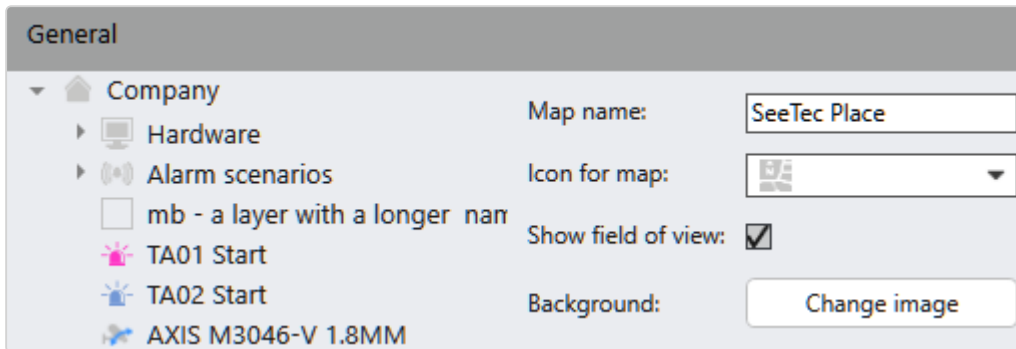 General
Company
Hardware
Alarm scenarios
mb - a layer with a longer nam
TA01 Start
TA02 Start
AXIS M3046-V 1.8MM
Map name:
SeeTec Place
Icon for map:
Show field of view:
Background:
Change image